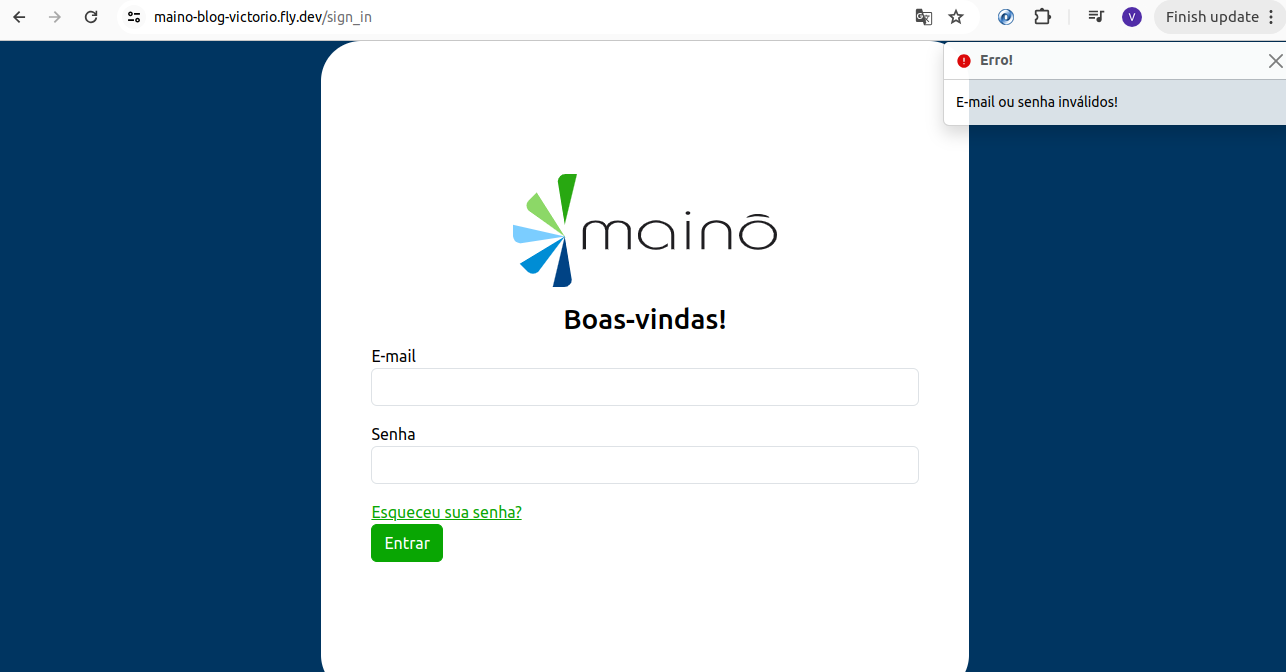 maino-blog-victorio.fly.dev/sign_in
V
Finish update
Erro!
E-mail ou senha inválidos!
mainô
Boas-vindas!
E-mail
Senha
Esqueceu sua senha?
Entrar